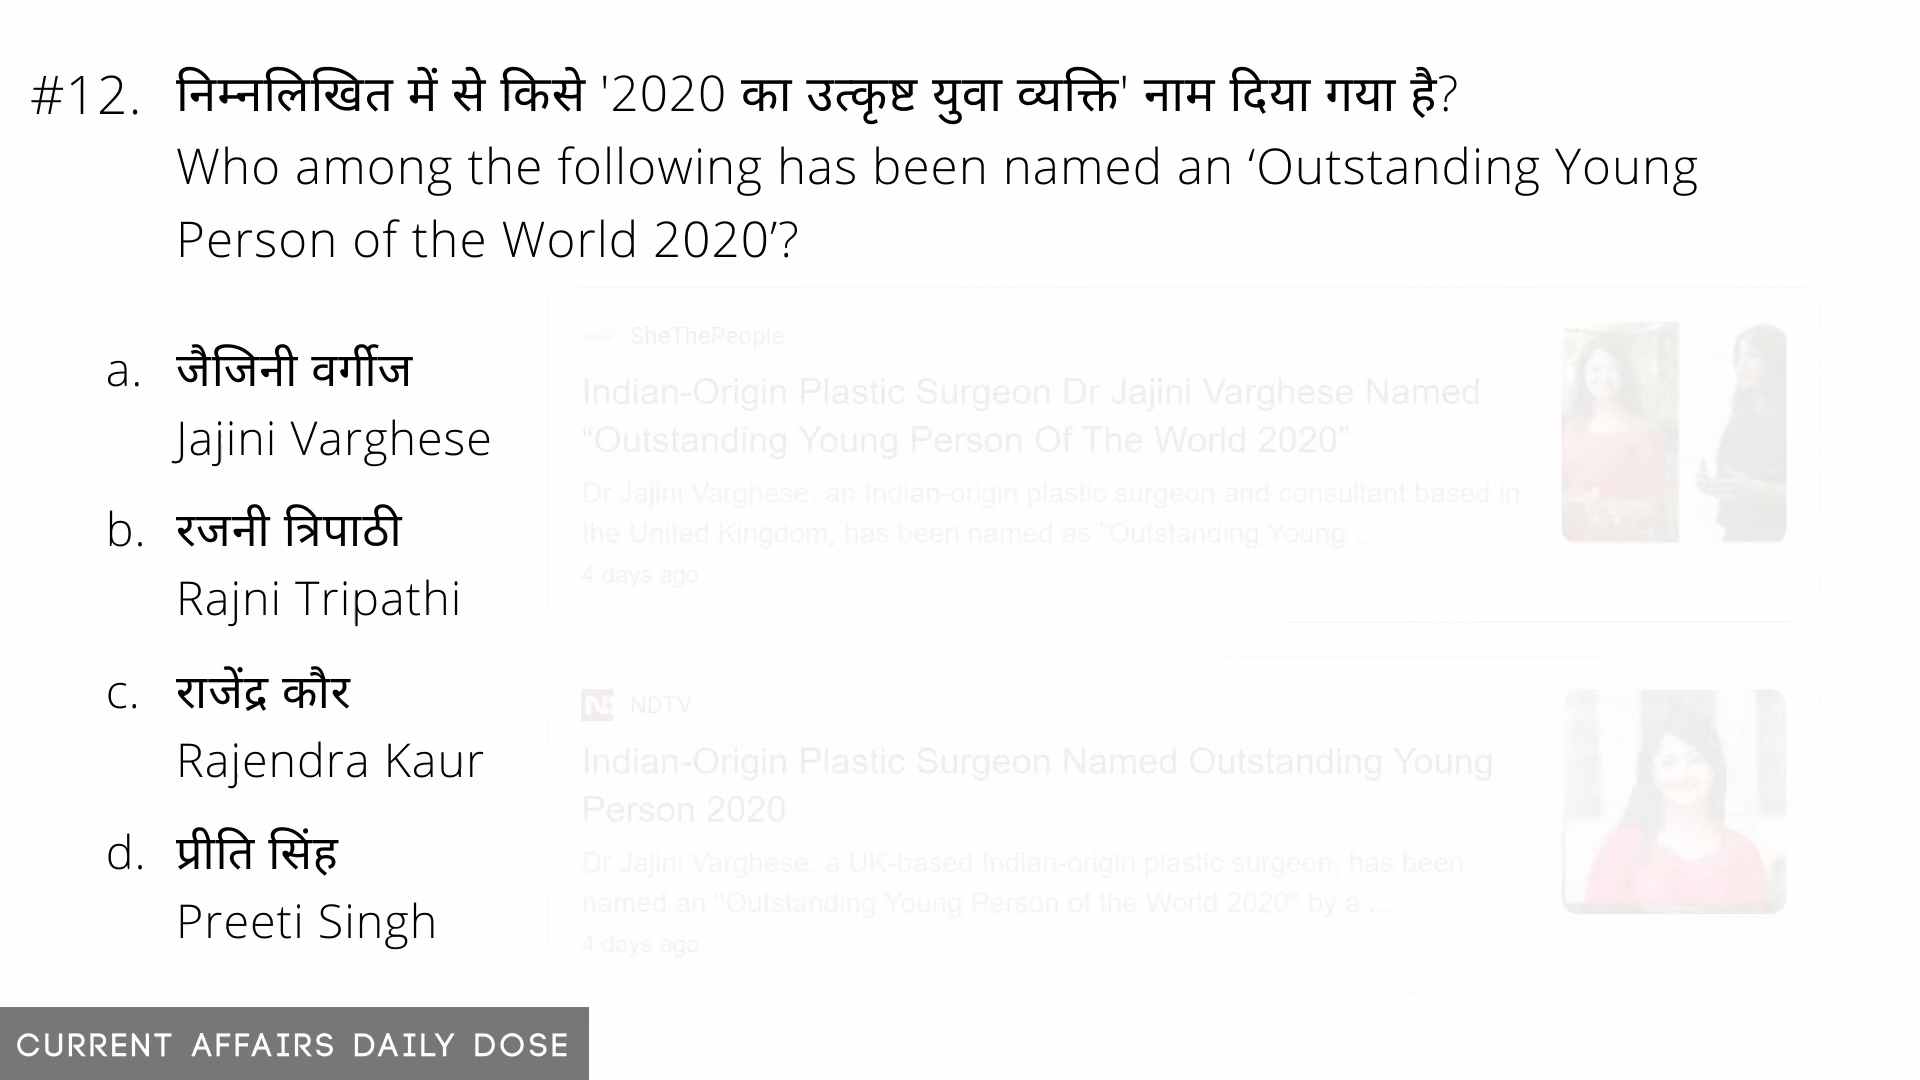 #12. निम्नलिखित में से किसे '2020 का उत्कृष्ट युवा व्यक्ति' नाम दिया गया है?
Who among the following has been named an ‘Outstanding Young
Person of the World 2020’?
a. जैजिनी वर्गीज
Jajini Varghese
b. रजनी त्रिपाठी
Rajni Tripathi
c. राजेंद्र कौर
Rajendra Kaur
d. प्रीति सिंह
Preeti Singh
SheThePeople
Indian-Origin Plastic Surgeon Dr Jajini Varghese Named
“Outstanding Young Person Of The World 2020”
Dr Jajini Varghese, an Indian-origin plastic surgeon and consultant based in
the United Kingdom, has been named as "Outstanding Young ...
4 days ago
NDTV
Indian-Origin Plastic Surgeon Named Outstanding Young
Person 2020
Dr Jajini Varghese, a UK-based Indian-origin plastic surgeon, has been
named an "Outstanding Young Person of the World 2020" by a ...
4 days ago
CURRENT AFFAIRS DAILY DOSE